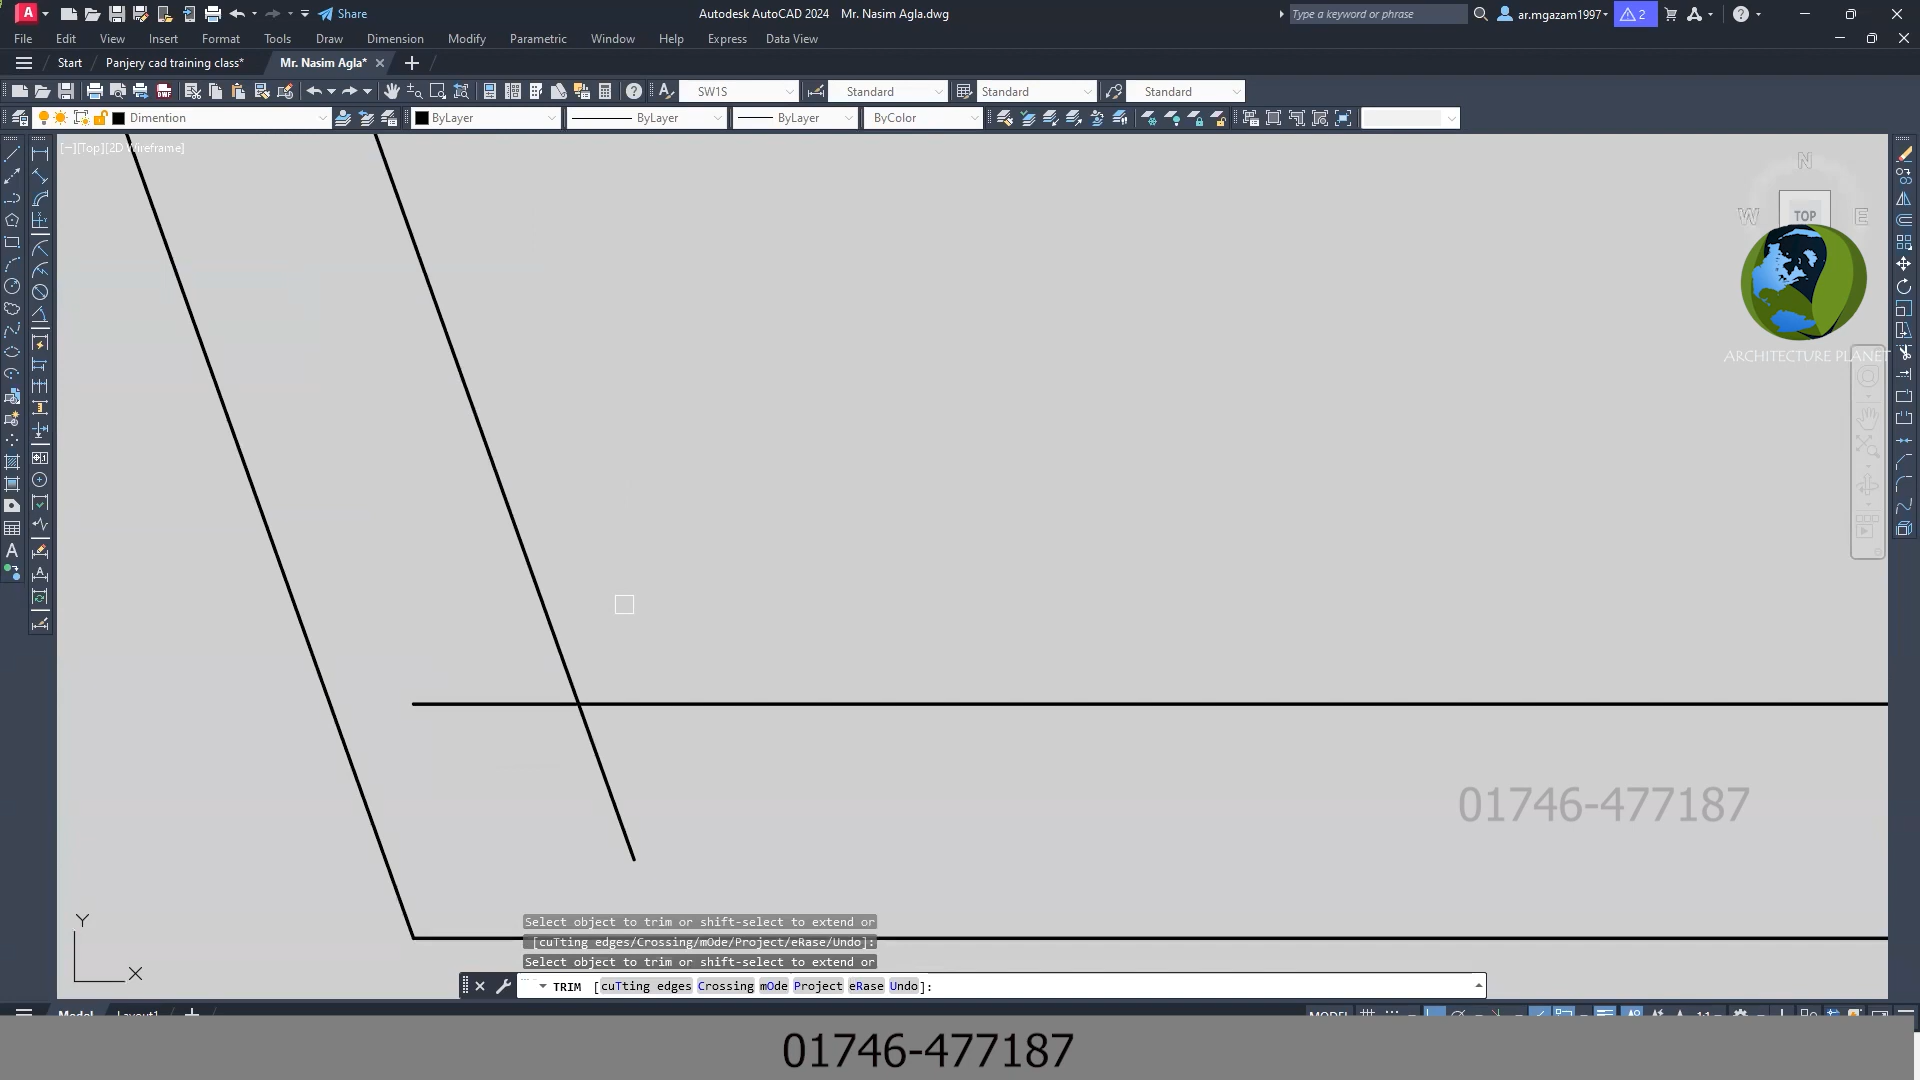 Share
Autodesk AutoCAD 2024 Mr. Nasim Agla.dwg
Type a keyword or phrase
ar.mgazam1997
2
File Edit View Insert Format Tools Draw Dimension Modify Parametric Window Help Express Data View
Start Panjery cad training class* Mr. Nasim Agla*
SW1S Standard Standard Standard
Dimention ByLayer ByLayer ByLayer ByColor
[−][Top][2D Wireframe]
N
W TOP E
ARCHITECTURE PLANET
01746-477187
Y
X
Select object to trim or shift-select to extend or
[cuTting edges/Crossing/mOde/Project/eRase/Undo]:
Select object to trim or shift-select to extend or
TRIM [cuTting edges Crossing mOde Project eRase Undo]:
Model Layout1 MODEL 1:1
01746-477187